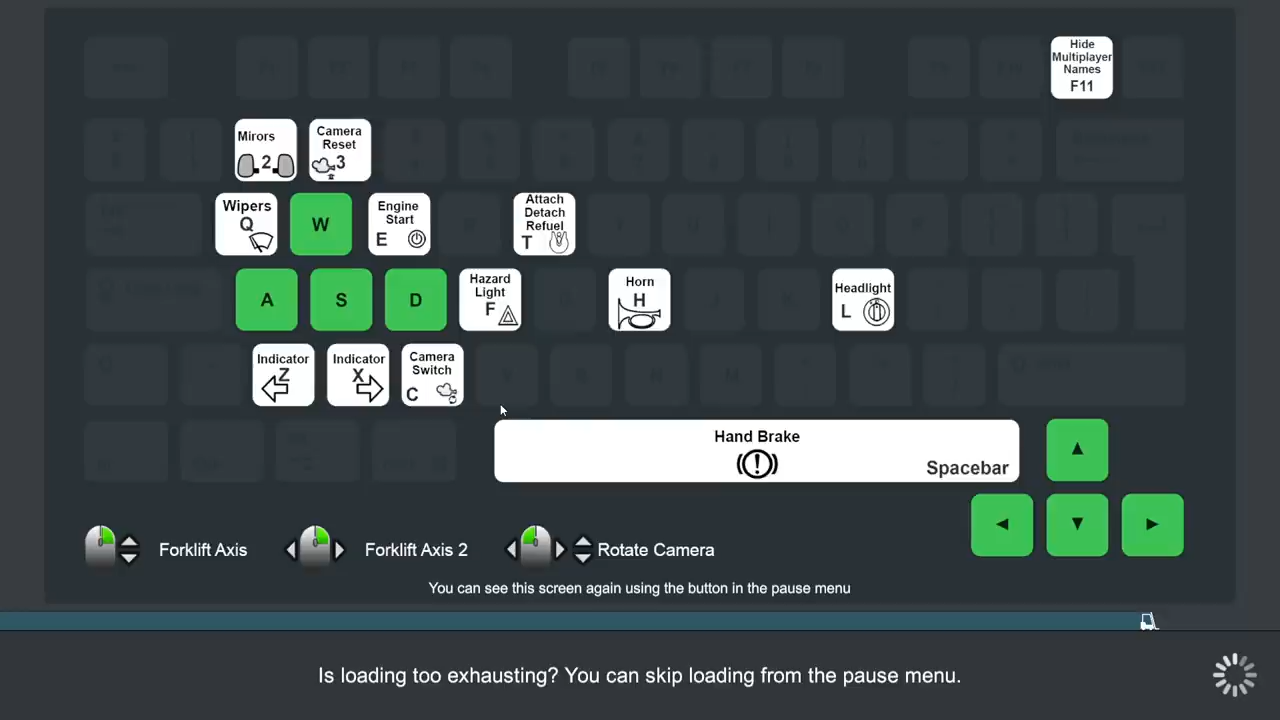 Hide
Multiplayer
Names
F11
Mirors
2
Camera
Reset
3
Wipers
Q
W
Engine
Start
E
Attach
Detach
Refuel
T
A
S
D
Hazard
Light
F
Horn
H
Headlight
L
Indicator
Z
Indicator
X
Camera
Switch
C
Hand Brake
Spacebar
Forklift Axis
Forklift Axis 2
Rotate Camera
You can see this screen again using the button in the pause menu
Is loading too exhausting? You can skip loading from the pause menu.